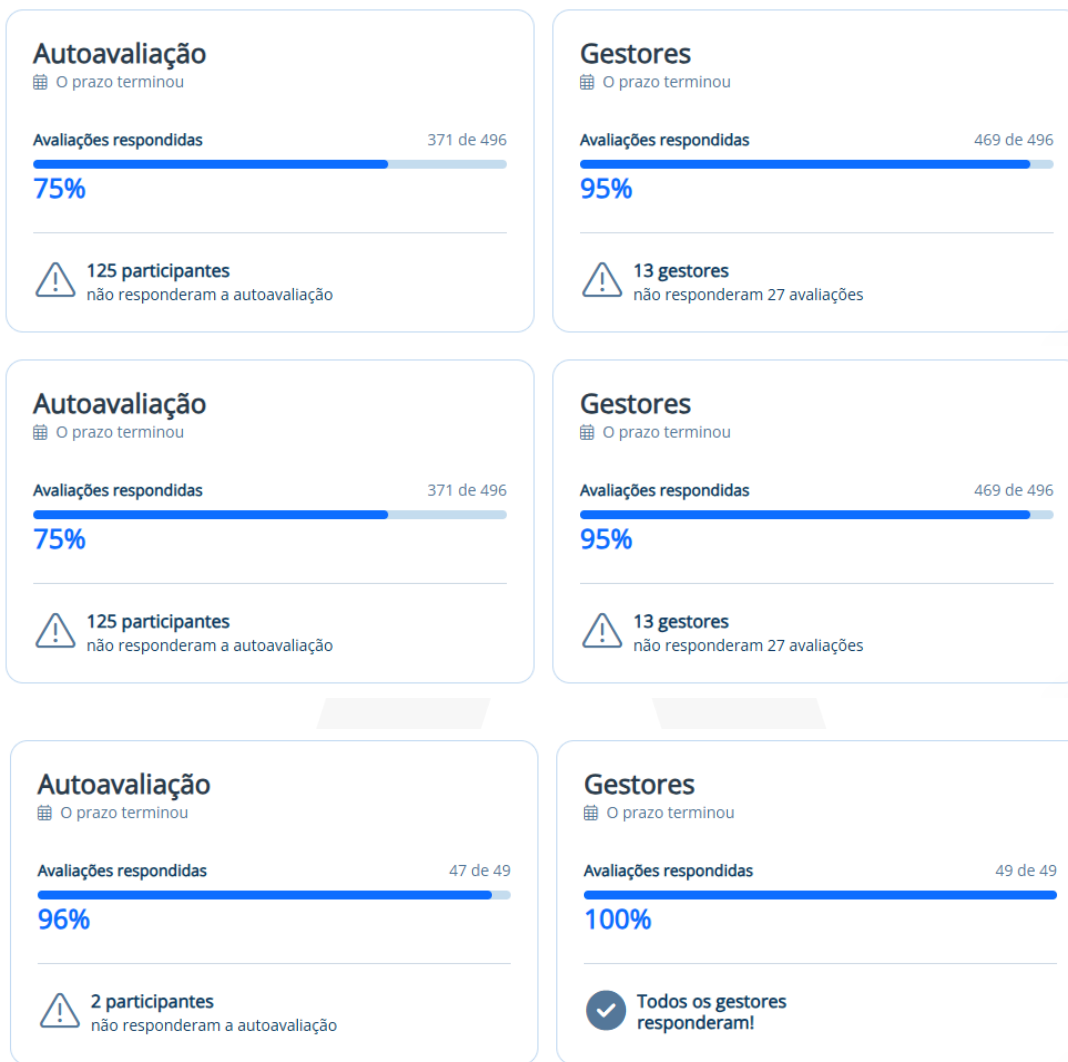 Autoavaliação
O prazo terminou
Avaliações respondidas 371 de 496
75%
125 participantes
não responderam a autoavaliação
Gestores
O prazo terminou
Avaliações respondidas 469 de 496
95%
13 gestores
não responderam 27 avaliações
Autoavaliação
O prazo terminou
Avaliações respondidas 371 de 496
75%
125 participantes
não responderam a autoavaliação
Gestores
O prazo terminou
Avaliações respondidas 469 de 496
95%
13 gestores
não responderam 27 avaliações
Autoavaliação
O prazo terminou
Avaliações respondidas 47 de 49
96%
2 participantes
não responderam a autoavaliação
Gestores
O prazo terminou
Avaliações respondidas 49 de 49
100%
Todos os gestores
responderam!